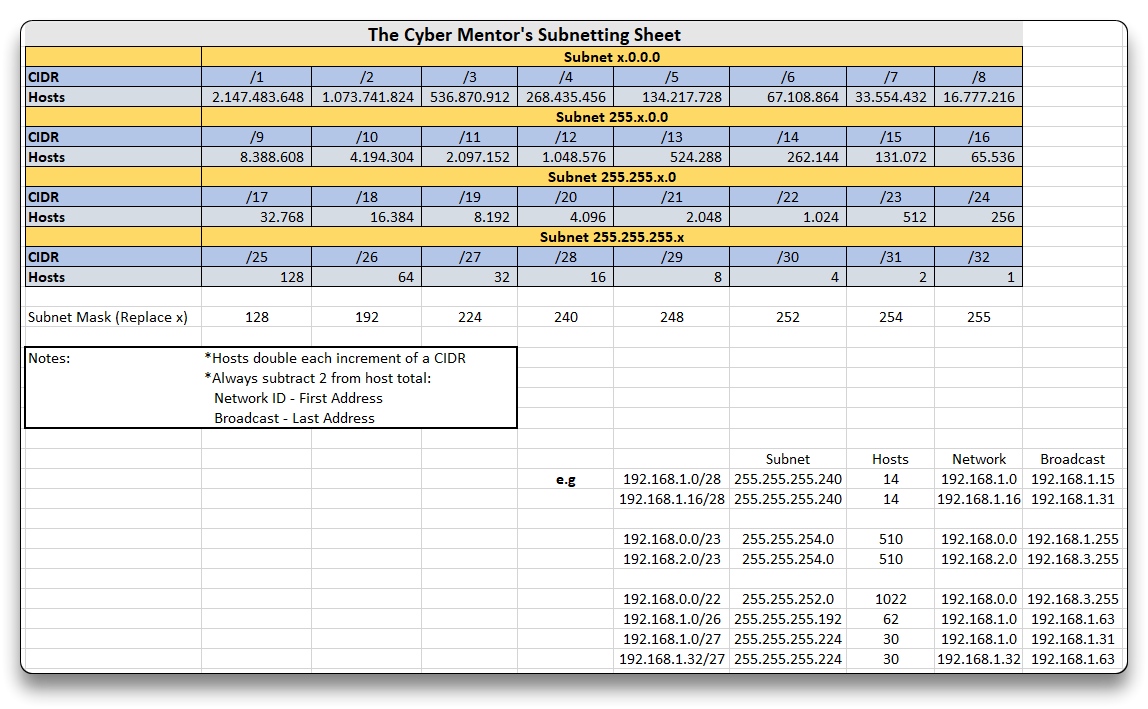 The Cyber Mentor's Subnetting Sheet
Subnet x.0.0.0
CIDR /1 /2 /3 /4 /5 /6 /7 /8
Hosts 2.147.483.648 1.073.741.824 536.870.912 268.435.456 134.217.728 67.108.864 33.554.432 16.777.216
Subnet 255.x.0.0
CIDR /9 /10 /11 /12 /13 /14 /15 /16
Hosts 8.388.608 4.194.304 2.097.152 1.048.576 524.288 262.144 131.072 65.536
Subnet 255.255.x.0
CIDR /17 /18 /19 /20 /21 /22 /23 /24
Hosts 32.768 16.384 8.192 4.096 2.048 1.024 512 256
Subnet 255.255.255.x
CIDR /25 /26 /27 /28 /29 /30 /31 /32
Hosts 128 64 32 16 8 4 2 1
Subnet Mask (Replace x) 128 192 224 240 248 252 254 255
Notes: *Hosts double each increment of a CIDR
*Always subtract 2 from host total:
Network ID - First Address
Broadcast - Last Address
Subnet Hosts Network Broadcast
e.g 192.168.1.0/28 255.255.255.240 14 192.168.1.0 192.168.1.15
192.168.1.16/28 255.255.255.240 14 192.168.1.16 192.168.1.31
192.168.0.0/23 255.255.254.0 510 192.168.0.0 192.168.1.255
192.168.2.0/23 255.255.254.0 510 192.168.2.0 192.168.3.255
192.168.0.0/22 255.255.252.0 1022 192.168.0.0 192.168.3.255
192.168.1.0/26 255.255.255.192 62 192.168.1.0 192.168.1.63
192.168.1.0/27 255.255.255.224 30 192.168.1.0 192.168.1.31
192.168.1.32/27 255.255.255.224 30 192.168.1.32 192.168.1.63